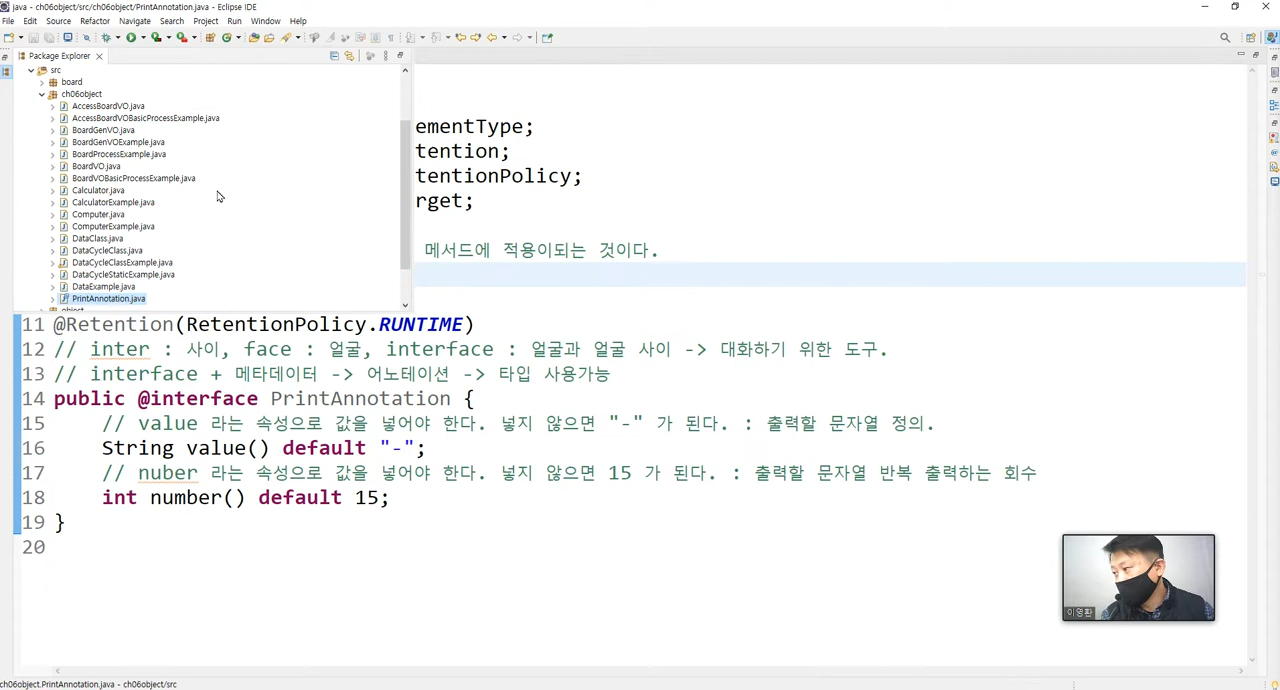 java - ch06object/src/ch06object/PrintAnnotation.java - Eclipse IDE
File Edit Source Refactor Navigate Search Project Run Window Help
Package Explorer
src
board
ch06object
AccessBoardVO.java
AccessBoardVOBasicProcessExample.java
BoardGenVO.java
BoardGenVOExample.java
BoardProcessExample.java
BoardVO.java
BoardVOBasicProcessExample.java
Calculator.java
CalculatorExample.java
Computer.java
ComputerExample.java
DataClass.java
DataCycleClass.java
DataCycleClassExample.java
DataCycleStaticExample.java
DataExample.java
PrintAnnotation.java
ementType;
tention;
tentionPolicy;
rget;
메서드에 적용이되는 것이다.
11 @Retention(RetentionPolicy.RUNTIME)
12 // inter : 사이, face : 얼굴, interface : 얼굴과 얼굴 사이 -> 대화하기 위한 도구.
13 // interface + 메타데이터 -> 어노테이션 -> 타입 사용가능
14 public @interface PrintAnnotation {
15 // value 라는 속성으로 값을 넣어야 한다. 넣지 않으면 "-" 가 된다. : 출력할 문자열 정의.
16 String value() default "-";
17 // nuber 라는 속성으로 값을 넣어야 한다. 넣지 않으면 15 가 된다. : 출력할 문자열 반복 출력하는 회수
18 int number() default 15;
19 }
20
이영환
ch06object.PrintAnnotation.java - ch06object/src